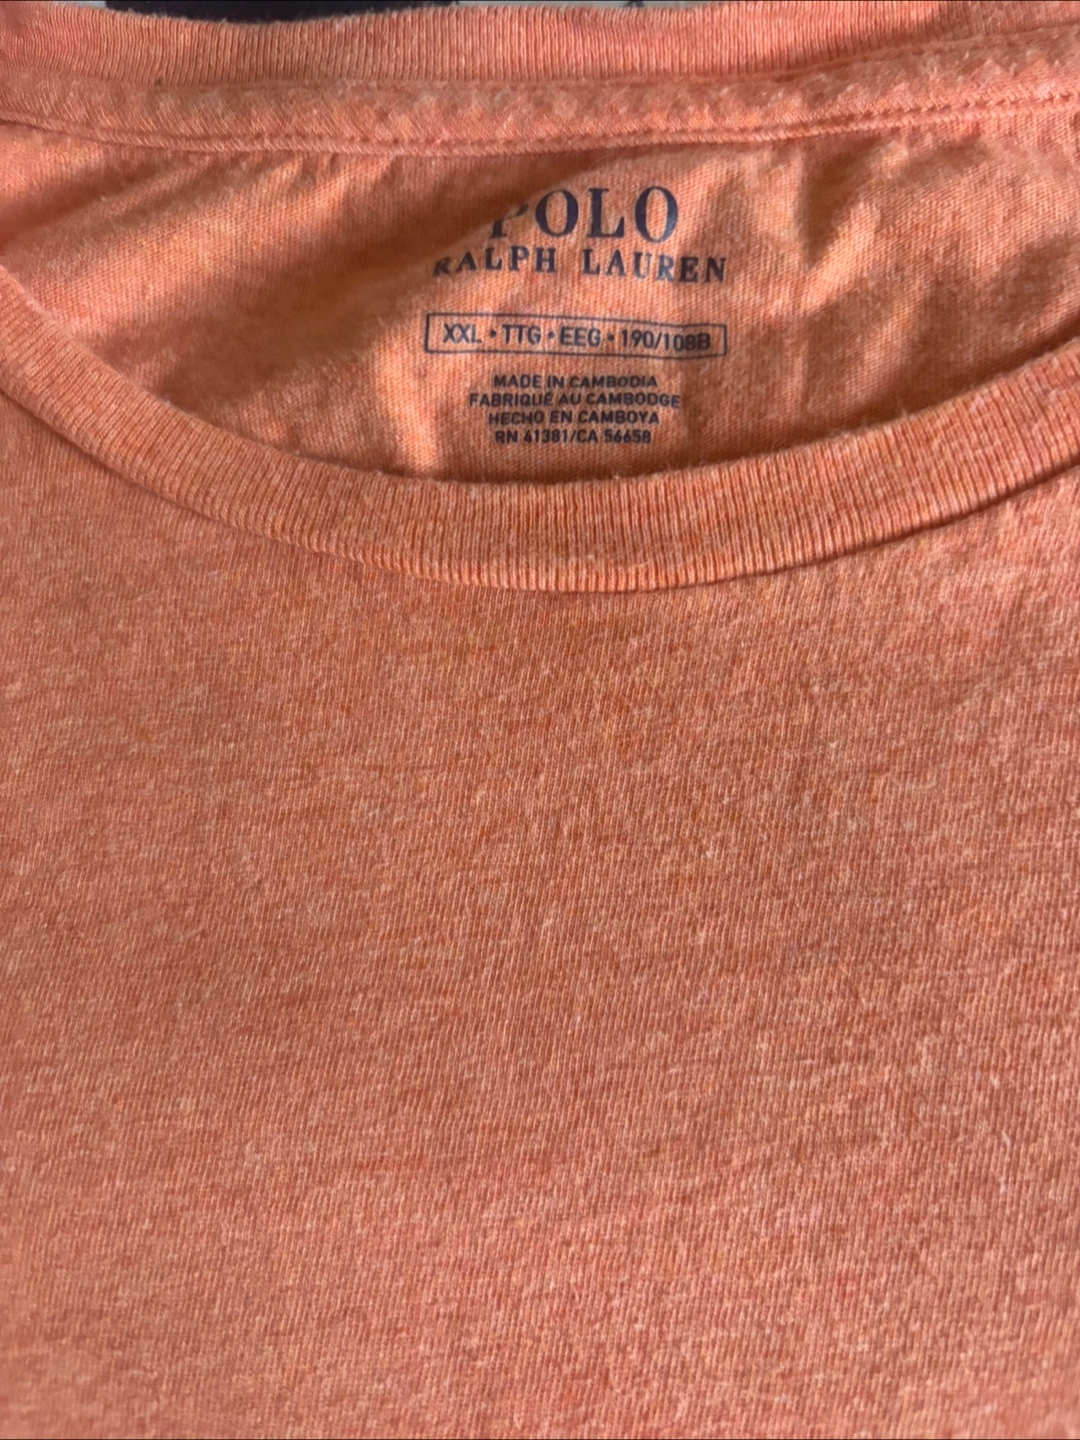 POLO
RALPH LAUREN
XXL • TTG • EEG • 190/108B
MADE IN CAMBODIA
FABRIQUÉ AU CAMBODGE
HECHO EN CAMBOYA
RN 41381/CA 56658